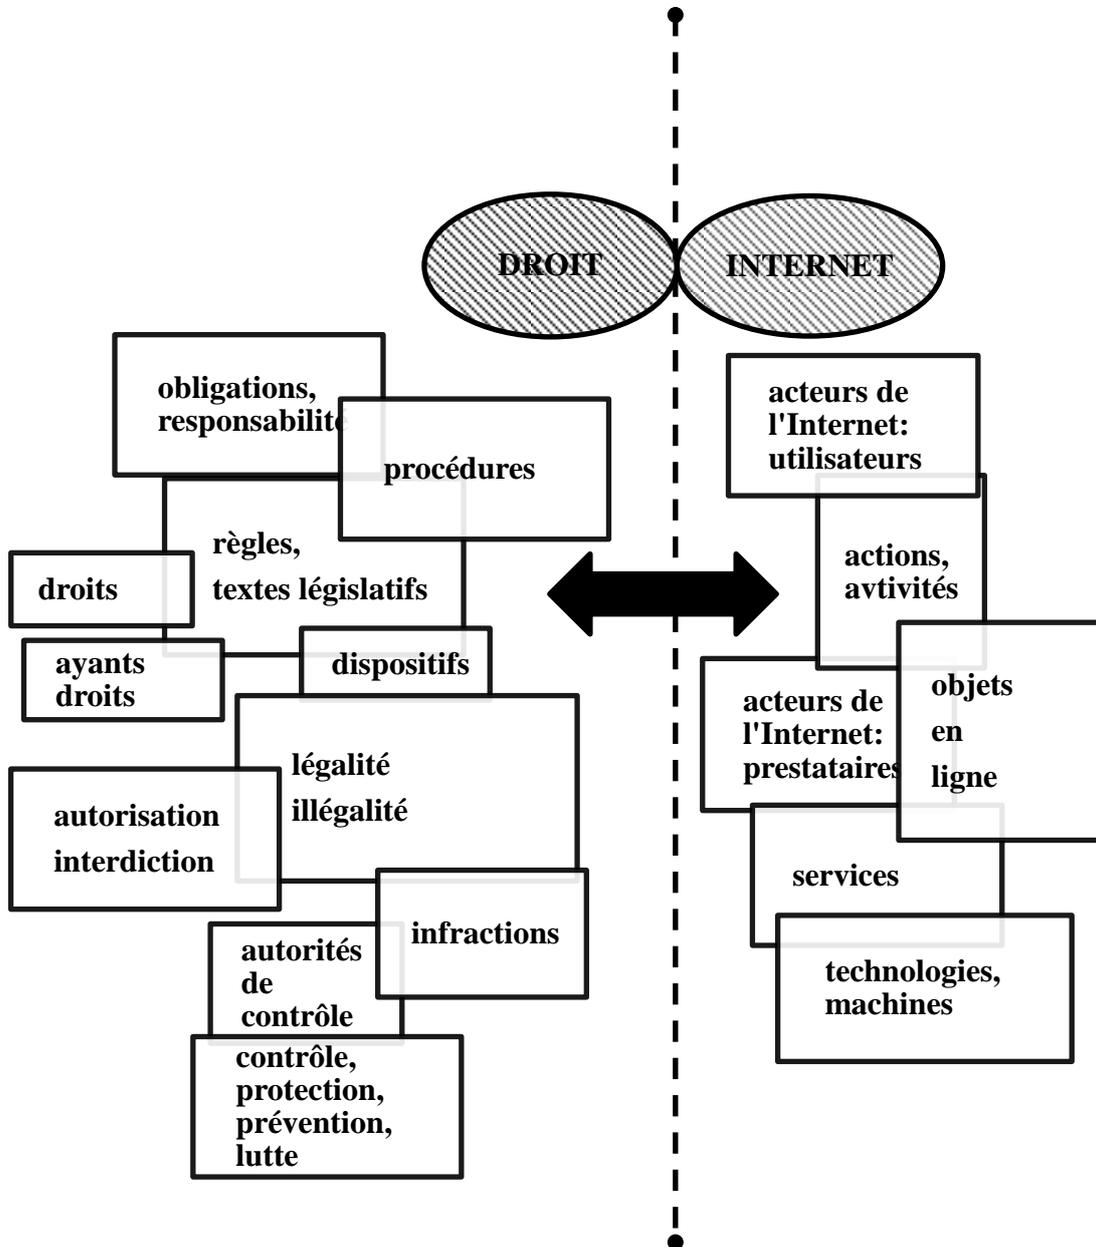 DROIT
INTERNET
obligations,
responsabilité
procédures
règles,
textes législatifs
droits
ayants
droits
dispositifs
légalité
illégalité
autorisation
interdiction
infractions
autorités
de
contrôle
contrôle,
protection,
prévention,
lutte
acteurs de
l'Internet:
utilisateurs
actions,
avtivités
acteurs de
l'Internet:
prestataires
objets
en
ligne
services
technologies,
machines